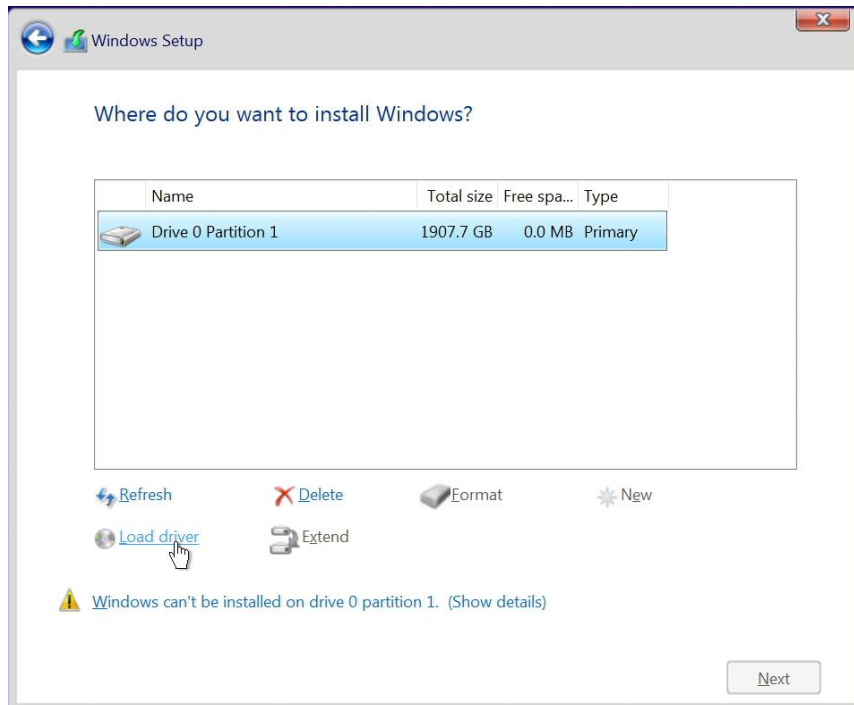 Windows Setup
Where do you want to install Windows?
Name Total size Free spa... Type
Drive 0 Partition 1 1907.7 GB 0.0 MB Primary
Refresh Delete Format New
Load driver Extend
Windows can't be installed on drive 0 partition 1. (Show details)
Next